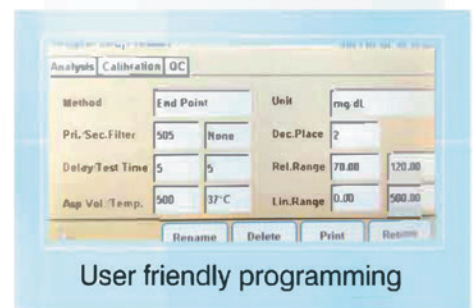 Analysis Calibration QC
Method End Point Unit mg/dL
Pri./Sec.Filter 505 None Dec.Place 2
Delay/Test Time 5 5 Rel.Range 70.00 120.00
Asp Vol./Temp. 500 37°C Lin.Range 0.00 500.00
Rename Delete Print Return
User friendly programming